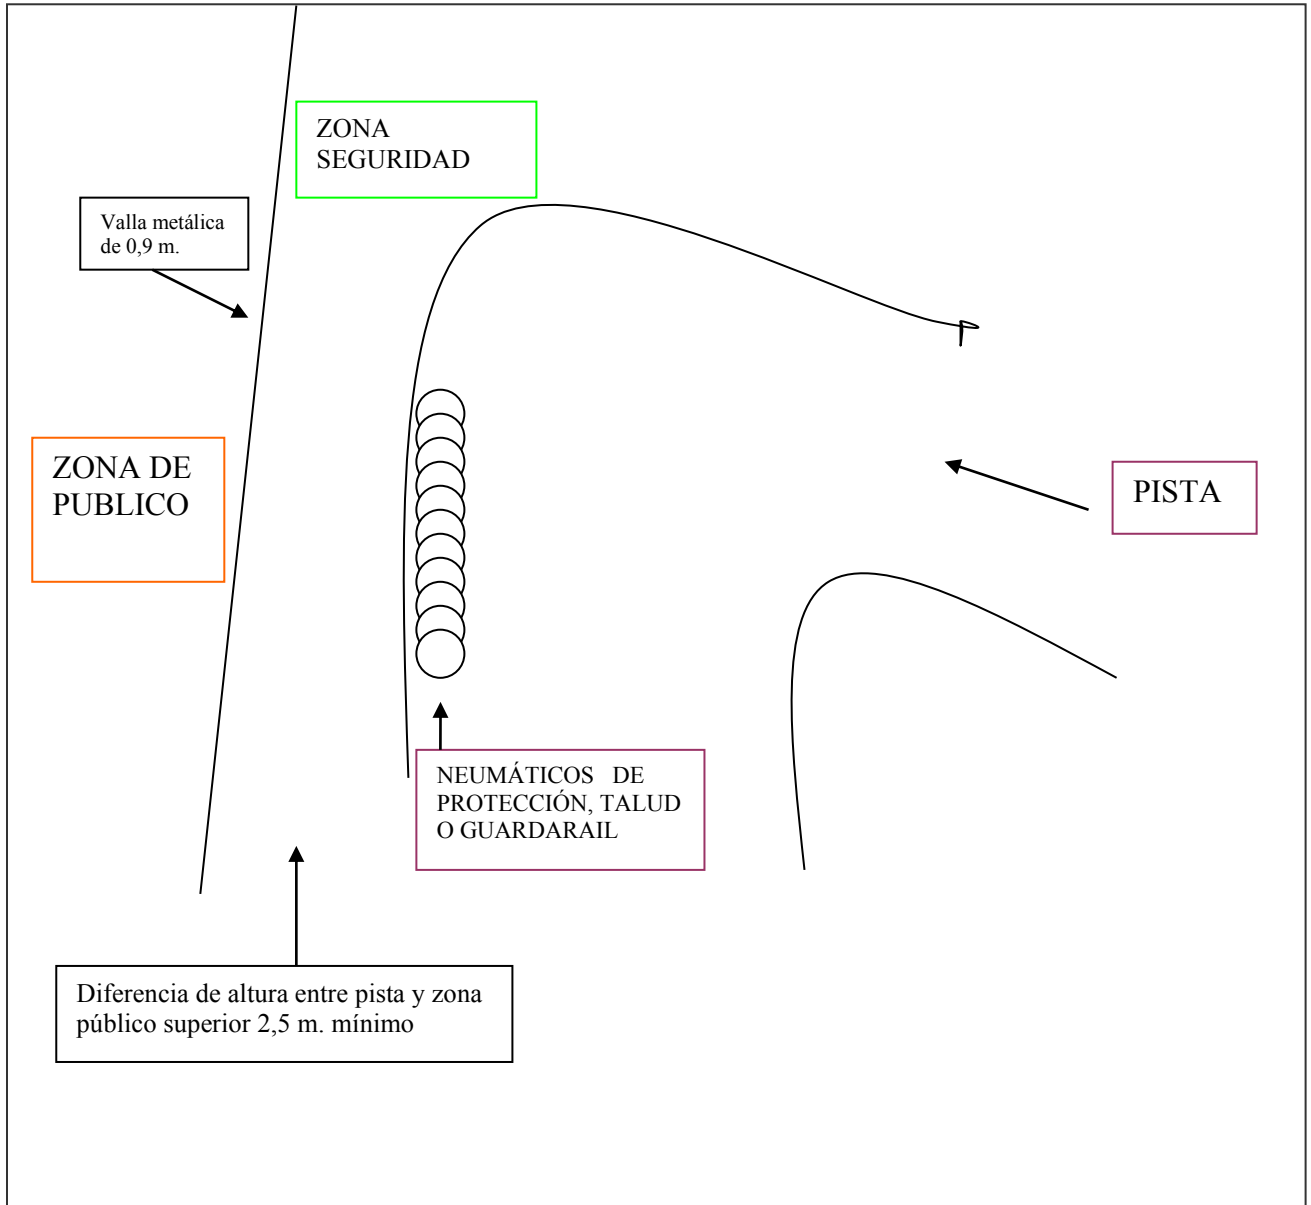 ZONA
SEGURIDAD
Valla metálica
de 0,9 m.
ZONA DE
PUBLICO
PISTA
NEUMÁTICOS DE
PROTECCIÓN, TALUD
O GUARDARAIL
Diferencia de altura entre pista y zona
público superior 2,5 m. mínimo